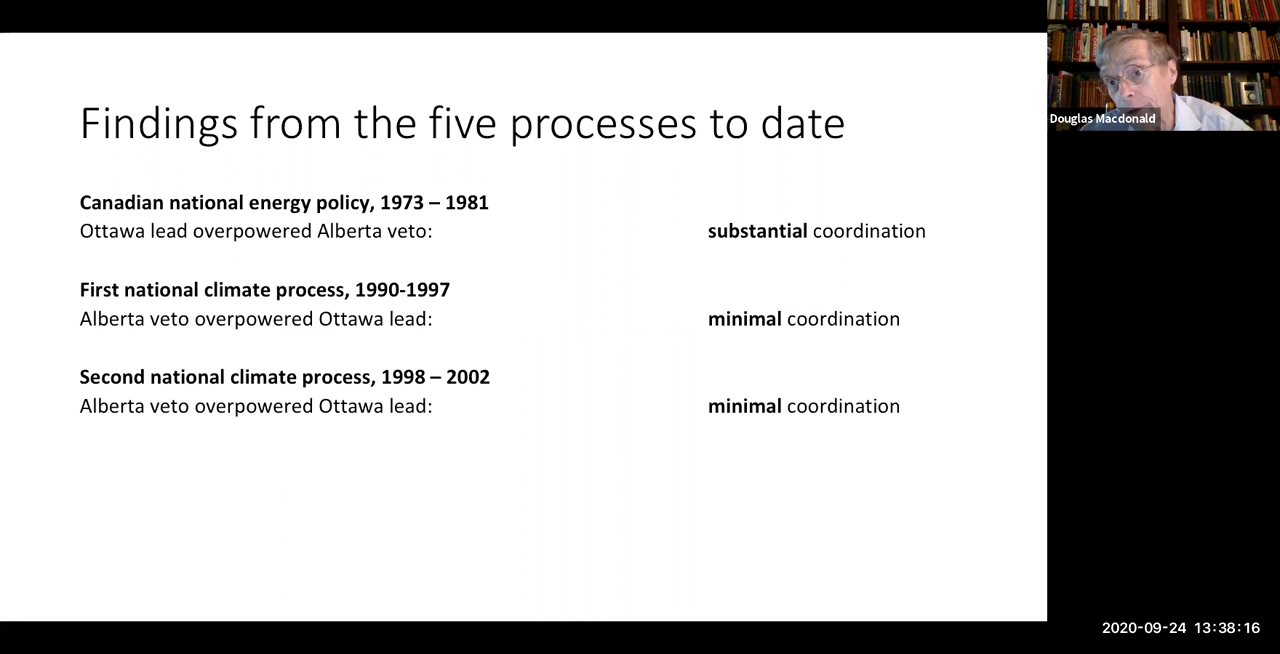 Findings from the five processes to date
Canadian national energy policy, 1973 – 1981
Ottawa lead overpowered Alberta veto: substantial coordination
First national climate process, 1990-1997
Alberta veto overpowered Ottawa lead: minimal coordination
Second national climate process, 1998 – 2002
Alberta veto overpowered Ottawa lead: minimal coordination
Douglas Macdonald
2020-09-24 13:38:16